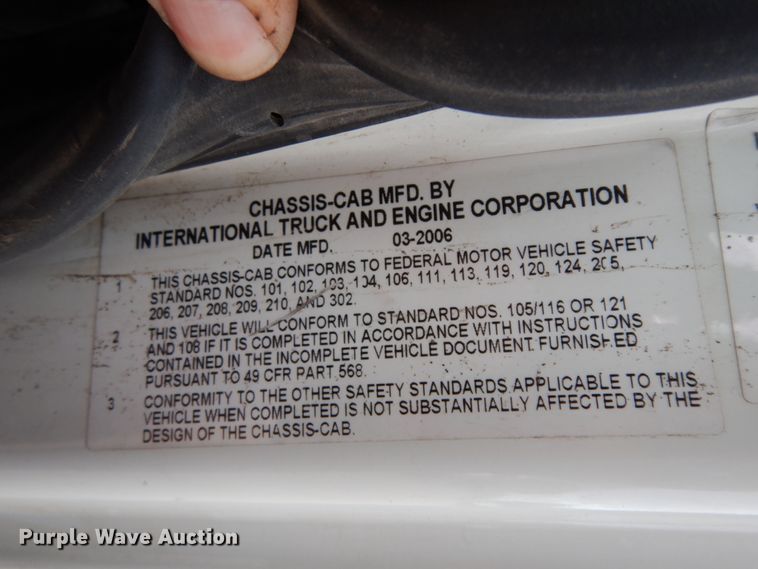 CHASSIS-CAB MFD. BY
INTERNATIONAL TRUCK AND ENGINE CORPORATION
DATE MFD. 03-2006
1 THIS CHASSIS-CAB CONFORMS TO FEDERAL MOTOR VEHICLE SAFETY
STANDARD NOS. 101, 102, 103, 104, 106, 111, 113, 119, 120, 124, 205,
206, 207, 208, 209, 210, AND 302.
2 THIS VEHICLE WILL CONFORM TO STANDARD NOS. 105/116 OR 121
AND 108 IF IT IS COMPLETED IN ACCORDANCE WITH INSTRUCTIONS
CONTAINED IN THE INCOMPLETE VEHICLE DOCUMENT FURNISHED
PURSUANT TO 49 CFR PART 568.
3 CONFORMITY TO THE OTHER SAFETY STANDARDS APPLICABLE TO THIS
VEHICLE WHEN COMPLETED IS NOT SUBSTANTIALLY AFFECTED BY THE
DESIGN OF THE CHASSIS-CAB.
Purple Wave Auction